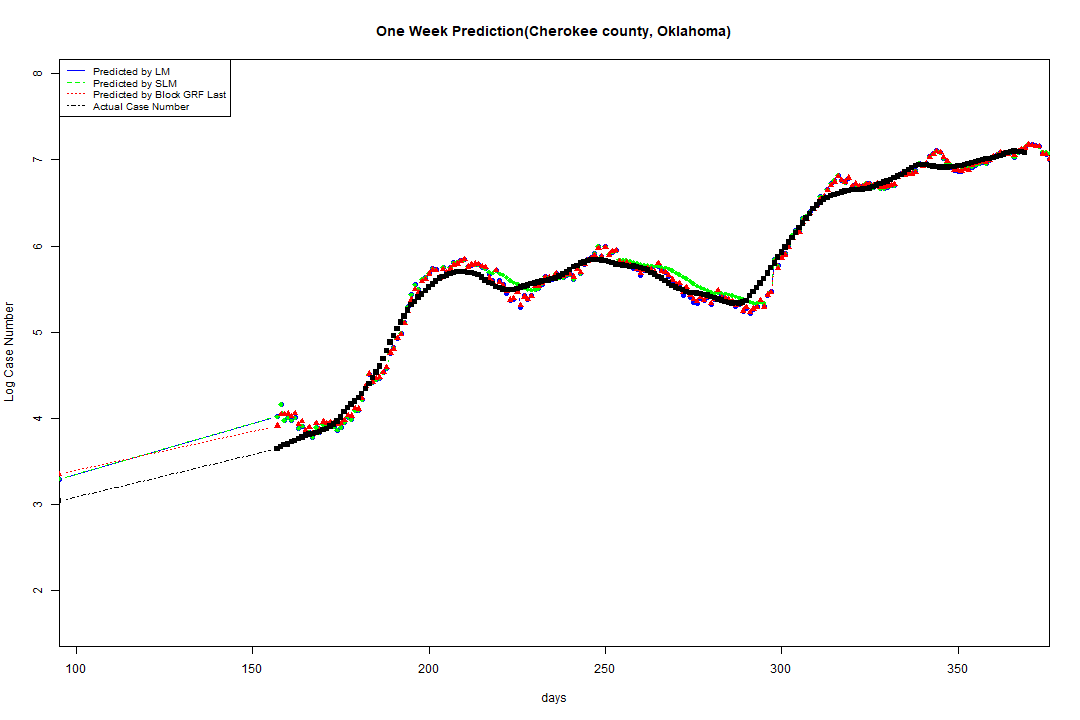 One Week Prediction(Cherokee county, Oklahoma)
Predicted by LM
Predicted by SLM
Predicted by Block GRF Last
Actual Case Number
8
7
6
5
4
3
2
Log Case Number
100 150 200 250 300 350
days